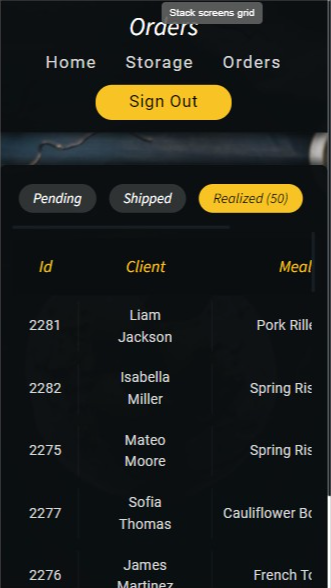 Stack screens grid
Orders
Home Storage Orders
Sign Out
Pending Shipped Realized (50)
Id Client Meal
2281 Liam Jackson Pork Rille
2282 Isabella Miller Spring Ris
2275 Mateo Moore Spring Ris
2277 Sofia Thomas Cauliflower Bo
2276 James Martinez French To